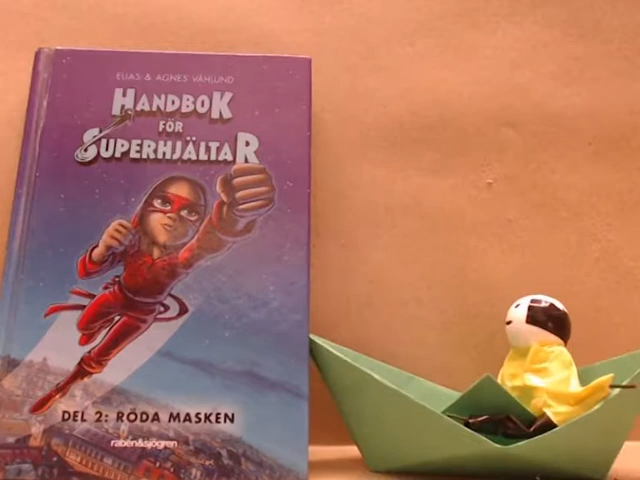 ELIAS & AGNES VÅHLUND
HANDBOK
FÖR
SUPERHJÄLTAR
DEL 2: RÖDA MASKEN
rabén&sjögren